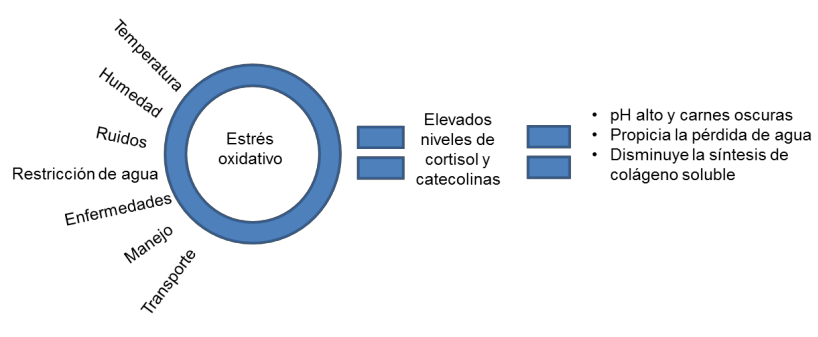 Temperatura
Humedad
Ruidos
Restricción de agua
Enfermedades
Manejo
Transporte
Estrés
oxidativo
Elevados
niveles de
cortisol y
catecolinas
• pH alto y carnes oscuras
• Propicia la pérdida de agua
• Disminuye la síntesis de
colágeno soluble